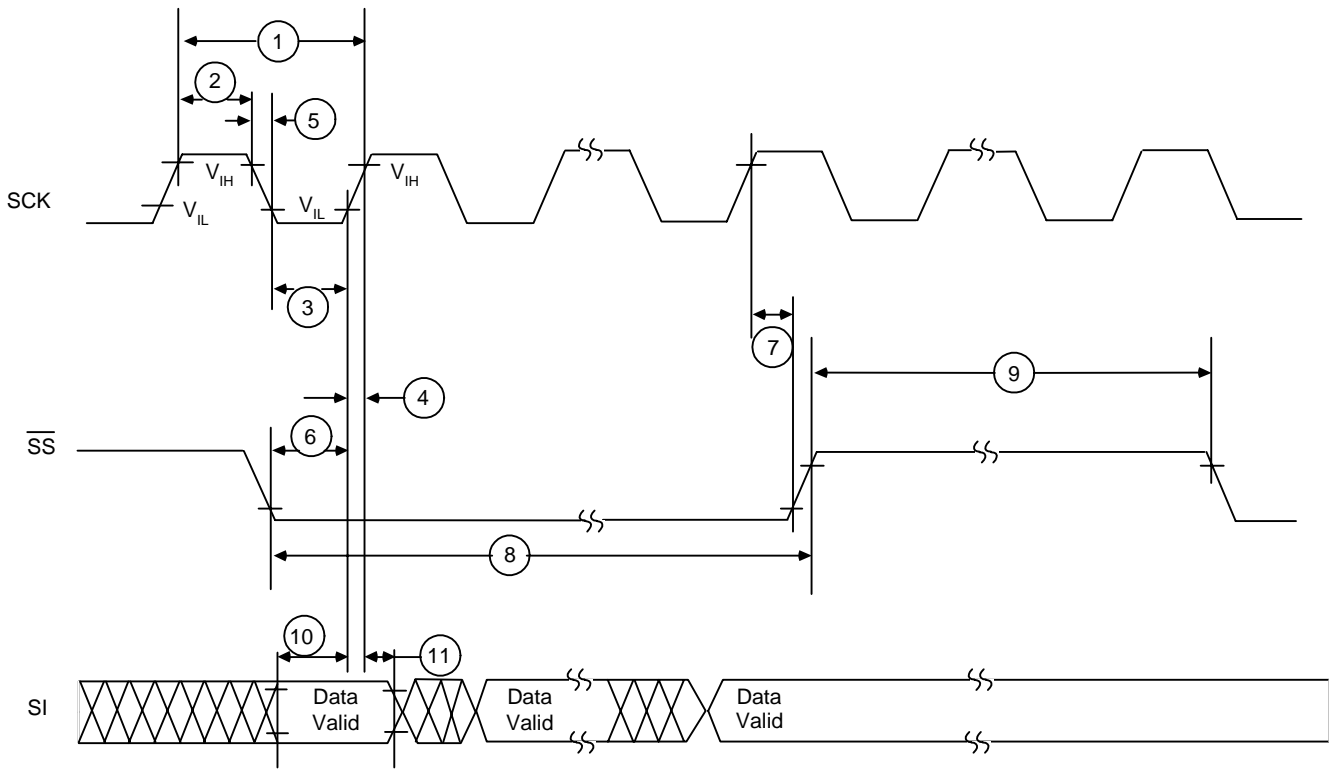 1
2
5
SCK
V_IH
V_IL
V_IL
V_IH
3
7
9
4
6
S̅S̅
8
10
11
SI
Data
Valid
Data
Valid
Data
Valid